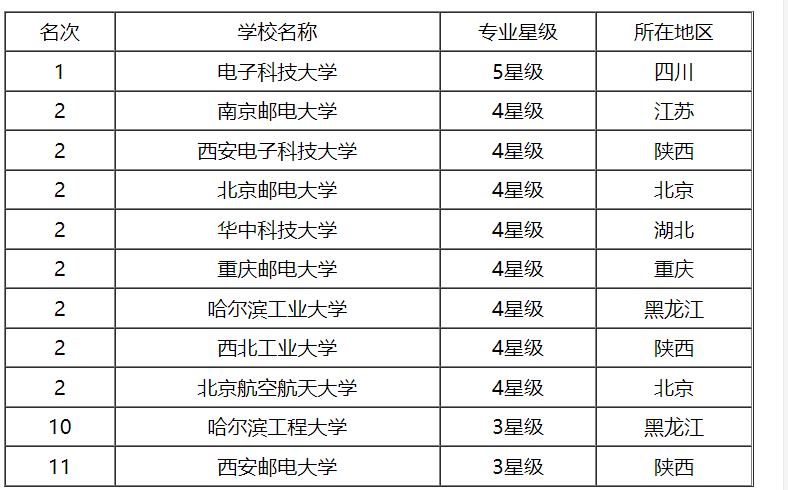 名次 学校名称 专业星级 所在地区
1 电子科技大学 5星级 四川
2 南京邮电大学 4星级 江苏
2 西安电子科技大学 4星级 陕西
2 北京邮电大学 4星级 北京
2 华中科技大学 4星级 湖北
2 重庆邮电大学 4星级 重庆
2 哈尔滨工业大学 4星级 黑龙江
2 西北工业大学 4星级 陕西
2 北京航空航天大学 4星级 北京
10 哈尔滨工程大学 3星级 黑龙江
11 西安邮电大学 3星级 陕西